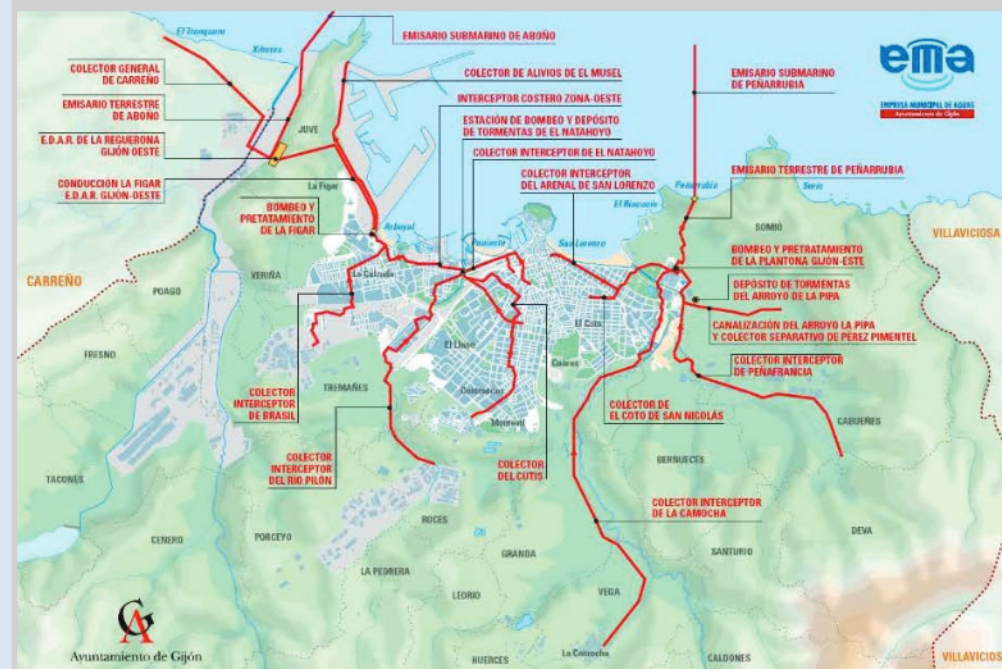 El Tranqueru
Xivares
EMISARIO SUBMARINO DE ABOÑO
COLECTOR GENERAL
DE CARREÑO
EMISARIO TERRESTRE
DE ABOÑO
E.D.A.R. DE LA REGUERONA
GIJÓN OESTE
CONDUCCIÓN LA FIGAR
E.D.A.R. GIJÓN-OESTE
JOVE
La Figar
BOMBEO Y
PRETATAMIENTO
DE LA FIGAR
COLECTOR DE ALIVIOS DE EL MUSEL
INTERCEPTOR COSTERO ZONA-OESTE
ESTACIÓN DE BOMBEO Y DEPÓSITO
DE TORMENTAS DE EL NATAHOYO
COLECTOR INTERCEPTOR DE EL NATAHOYO
COLECTOR INTERCEPTOR
DEL ARENAL DE SAN LORENZO
EMISARIO SUBMARINO
DE PEÑARRUBIA
ema
EMPRESA MUNICIPAL DE AGUAS
Ayuntamiento de Gijón
Peñarrubia
Serín
El Rinconín
EMISARIO TERRESTRE DE PEÑARRUBIA
SOMIÓ
VILLAVICIOSA
Arbeyal
Poniente
San Lorenzo
BOMBEO Y PRETRATAMIENTO
DE LA PLANTONA GIJÓN-ESTE
DEPÓSITO DE TORMENTAS
DEL ARROYO DE LA PIPA
CANALIZACIÓN DEL ARROYO LA PIPA
Y COLECTOR SEPARATIVO DE PÉREZ PIMENTEL
COLECTOR INTERCEPTOR
DE PEÑAFRANCIA
CARREÑO
POAGO
VERIÑA
La Calzada
FRESNO
TREMAÑES
El Llano
El Coto
Ceares
Contrueces
Montevil
CABUEÑES
COLECTOR
INTERCEPTOR
DE BRASIL
COLECTOR
INTERCEPTOR
DEL RIO PILÓN
COLECTOR
DEL CUTIS
COLECTOR DE
EL COTO DE SAN NICOLÁS
BERNUECES
COLECTOR INTERCEPTOR
DE LA CAMOCHA
TACONES
CENERO
PORCEYO
ROCES
GRANDA
LA PEDRERA
LEORIO
VEGA
SANTURIO
DEVA
La Camocha
HUERCES
CALDONES
VILLAVICIOSA
Ayuntamiento de Gijón